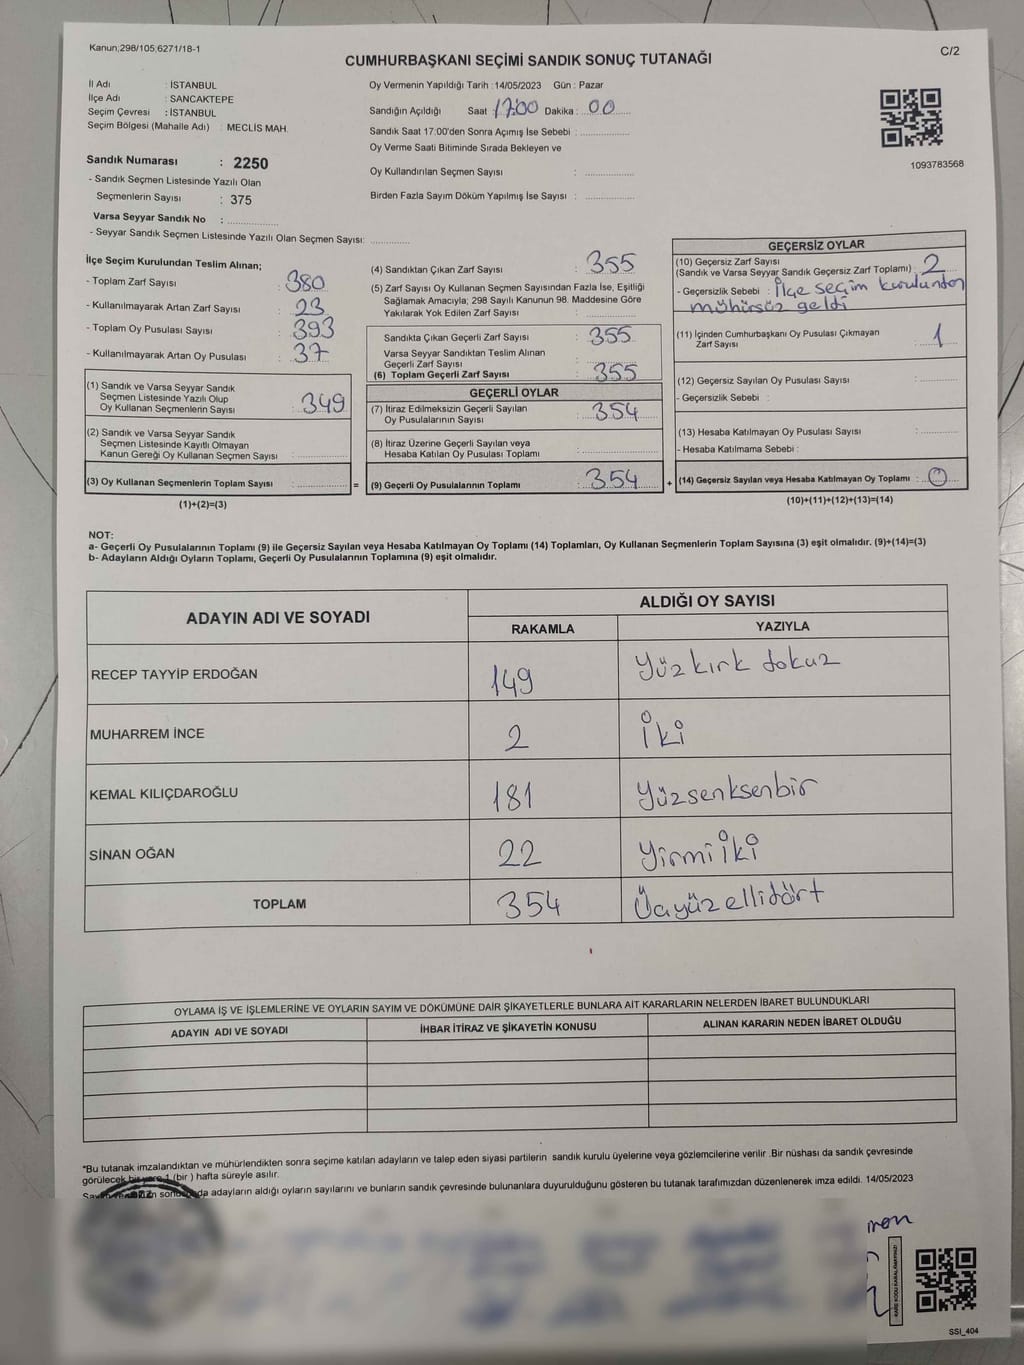 Kanun;298/105;6271/18-1
C/2
CUMHURBAŞKANI SEÇİMİ SANDIK SONUÇ TUTANAĞI
İl Adı : İSTANBUL
İlçe Adı : SANCAKTEPE
Seçim Çevresi : İSTANBUL
Seçim Bölgesi (Mahalle Adı) : MECLİS MAH.
Oy Vermenin Yapıldığı Tarih :14/05/2023 Gün : Pazar
Sandığın Açıldığı Saat : 17:00 Dakika : 00
Sandık Saat 17:00'den Sonra Açılmış İse Sebebi :
Oy Verme Saati Bitiminde Sırada Bekleyen ve
Oy Kullandırılan Seçmen Sayısı :
Birden Fazla Sayım Döküm Yapılmış İse Sayısı :
1093783568
Sandık Numarası : 2250
- Sandık Seçmen Listesinde Yazılı Olan
Seçmenlerin Sayısı : 375
Varsa Seyyar Sandık No :
- Seyyar Sandık Seçmen Listesinde Yazılı Olan Seçmen Sayısı:
İlçe Seçim Kurulundan Teslim Alınan;
- Toplam Zarf Sayısı : 380
- Kullanılmayarak Artan Zarf Sayısı : 23
- Toplam Oy Pusulası Sayısı : 393
- Kullanılmayarak Artan Oy Pusulası : 37
(1) Sandık ve Varsa Seyyar Sandık
Seçmen Listesinde Yazılı Olup
Oy Kullanan Seçmenlerin Sayısı : 349
(2) Sandık ve Varsa Seyyar Sandık
Seçmen Listesinde Kayıtlı Olmayan
Kanun Gereği Oy Kullanan Seçmen Sayısı :
(3) Oy Kullanan Seçmenlerin Toplam Sayısı : =
(1)+(2)=(3)
(4) Sandıktan Çıkan Zarf Sayısı : 355
(5) Zarf Sayısı Oy Kullanan Seçmen Sayısından Fazla İse, Eşitliği
Sağlamak Amacıyla; 298 Sayılı Kanunun 98. Maddesine Göre
Yakılarak Yok Edilen Zarf Sayısı :
Sandıkta Çıkan Geçerli Zarf Sayısı : 355
Varsa Seyyar Sandıktan Teslim Alınan
Geçerli Zarf Sayısı :
(6) Toplam Geçerli Zarf Sayısı : 355
GEÇERLİ OYLAR
(7) İtiraz Edilmeksizin Geçerli Sayılan
Oy Pusulalarının Sayısı : 354
(8) İtiraz Üzerine Geçerli Sayılan veya
Hesaba Katılan Oy Pusulası Toplamı :
(9) Geçerli Oy Pusulalarının Toplamı : 354 +
GEÇERSİZ OYLAR
(10) Geçersiz Zarf Sayısı
(Sandık ve Varsa Seyyar Sandık Geçersiz Zarf Toplamı) : 2
- Geçersizlik Sebebi : İlçe seçim kurulundan
mühürsüz geldi
(11) İçinden Cumhurbaşkanı Oy Pusulası Çıkmayan
Zarf Sayısı : 1
(12) Geçersiz Sayılan Oy Pusulası Sayısı :
- Geçersizlik Sebebi :
(13) Hesaba Katılmayan Oy Pusulası Sayısı :
- Hesaba Katılmama Sebebi :
(14) Geçersiz Sayılan veya Hesaba Katılmayan Oy Toplamı : 0
(10)+(11)+(12)+(13)=(14)
NOT:
a- Geçerli Oy Pusulalarının Toplamı (9) ile Geçersiz Sayılan veya Hesaba Katılmayan Oy Toplamı (14) Toplamları, Oy Kullanan Seçmenlerin Toplam Sayısına (3) eşit olmalıdır. (9)+(14)=(3)
b- Adayların Aldığı Oyların Toplamı, Geçerli Oy Pusulalarının Toplamına (9) eşit olmalıdır.
ADAYIN ADI VE SOYADI
ALDIĞI OY SAYISI
RAKAMLA YAZIYLA
RECEP TAYYİP ERDOĞAN 149 Yüz kırk dokuz
MUHARREM İNCE 2 İki
KEMAL KILIÇDAROĞLU 181 Yüzsenksenbir
SİNAN OĞAN 22 Yirmi iki
TOPLAM 354 Üçyüzellidört
OYLAMA İŞ VE İŞLEMLERİNE VE OYLARIN SAYIM VE DÖKÜMÜNE DAİR ŞİKAYETLERLE BUNLARA AİT KARARLARIN NELERDEN İBARET BULUNDUKLARI
ADAYIN ADI VE SOYADI İHBAR İTİRAZ VE ŞİKAYETİN KONUSU ALINAN KARARIN NEDEN İBARET OLDUĞU
*Bu tutanak imzalandıktan ve mühürlendikten sonra seçime katılan adayların ve talep eden siyasi partilerin sandık kurulu üyelerine veya gözlemcilerine verilir .Bir nüshası da sandık çevresinde
görülecek bir yere 1 (bir ) hafta süreyle asılır.
adayların aldığı oyların sayılarını ve bunların sandık çevresinde bulunanlara duyurulduğunu gösteren bu tutanak tarafımızdan düzenlenerek imza edildi. 14/05/2023
SSI_404